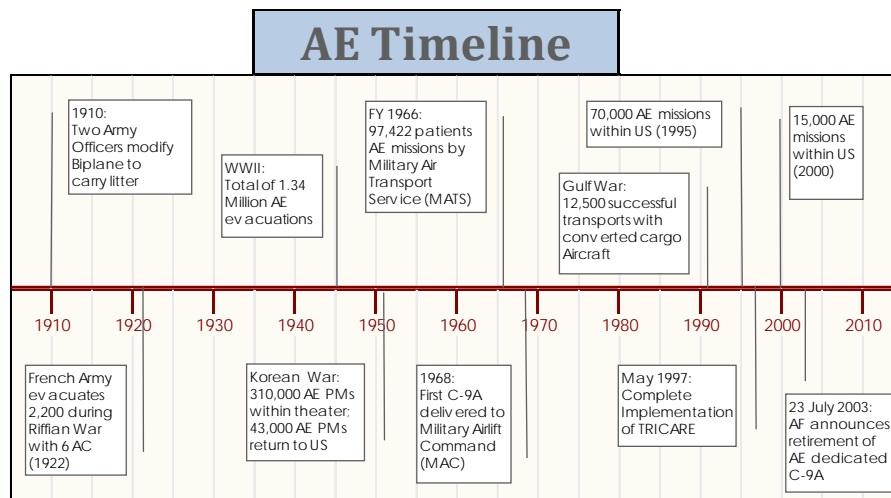 AE Timeline
1910:
Two Army
Officers modify
Biplane to
carry litter
WWII:
Total of 1.34
Million AE
evacuations
FY 1966:
97,422 patients
AE missions by
Military Air
Transport
Service (MATS)
70,000 AE missions
within US (1995)
Gulf War:
12,500 successful
transports with
converted cargo
Aircraft
15,000 AE
missions
within US
(2000)
1910 1920 1930 1940 1950 1960 1970 1980 1990 2000 2010
French Army
evacuates
2,200 during
Riffian War
with 6 AC
(1922)
Korean War:
310,000 AE PMs
within theater;
43,000 AE PMs
return to US
1968:
First C-9A
delivered to
Military Airlift
Command
(MAC)
May 1997:
Complete
Implementation
of TRICARE
23 July 2003:
AF announces
retirement of
AE dedicated
C-9A